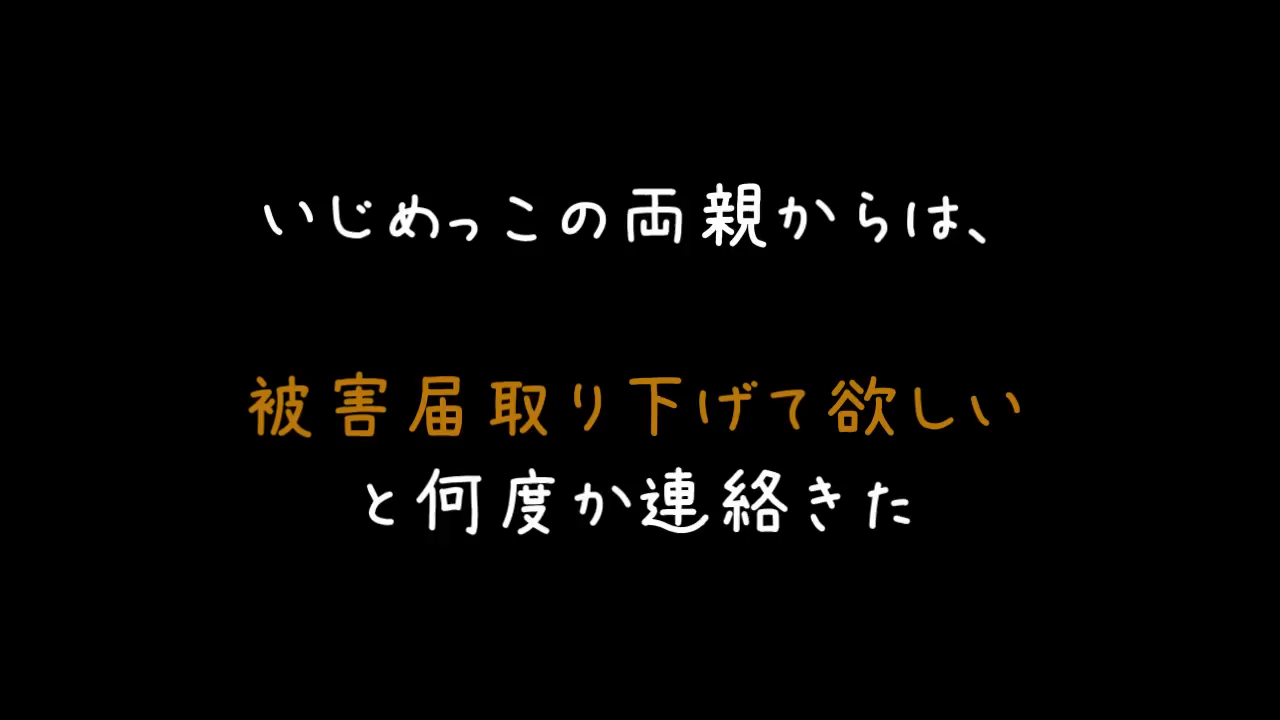 いじめっこの両親からは、
被害届取り下げて欲しい
と何度か連絡きた